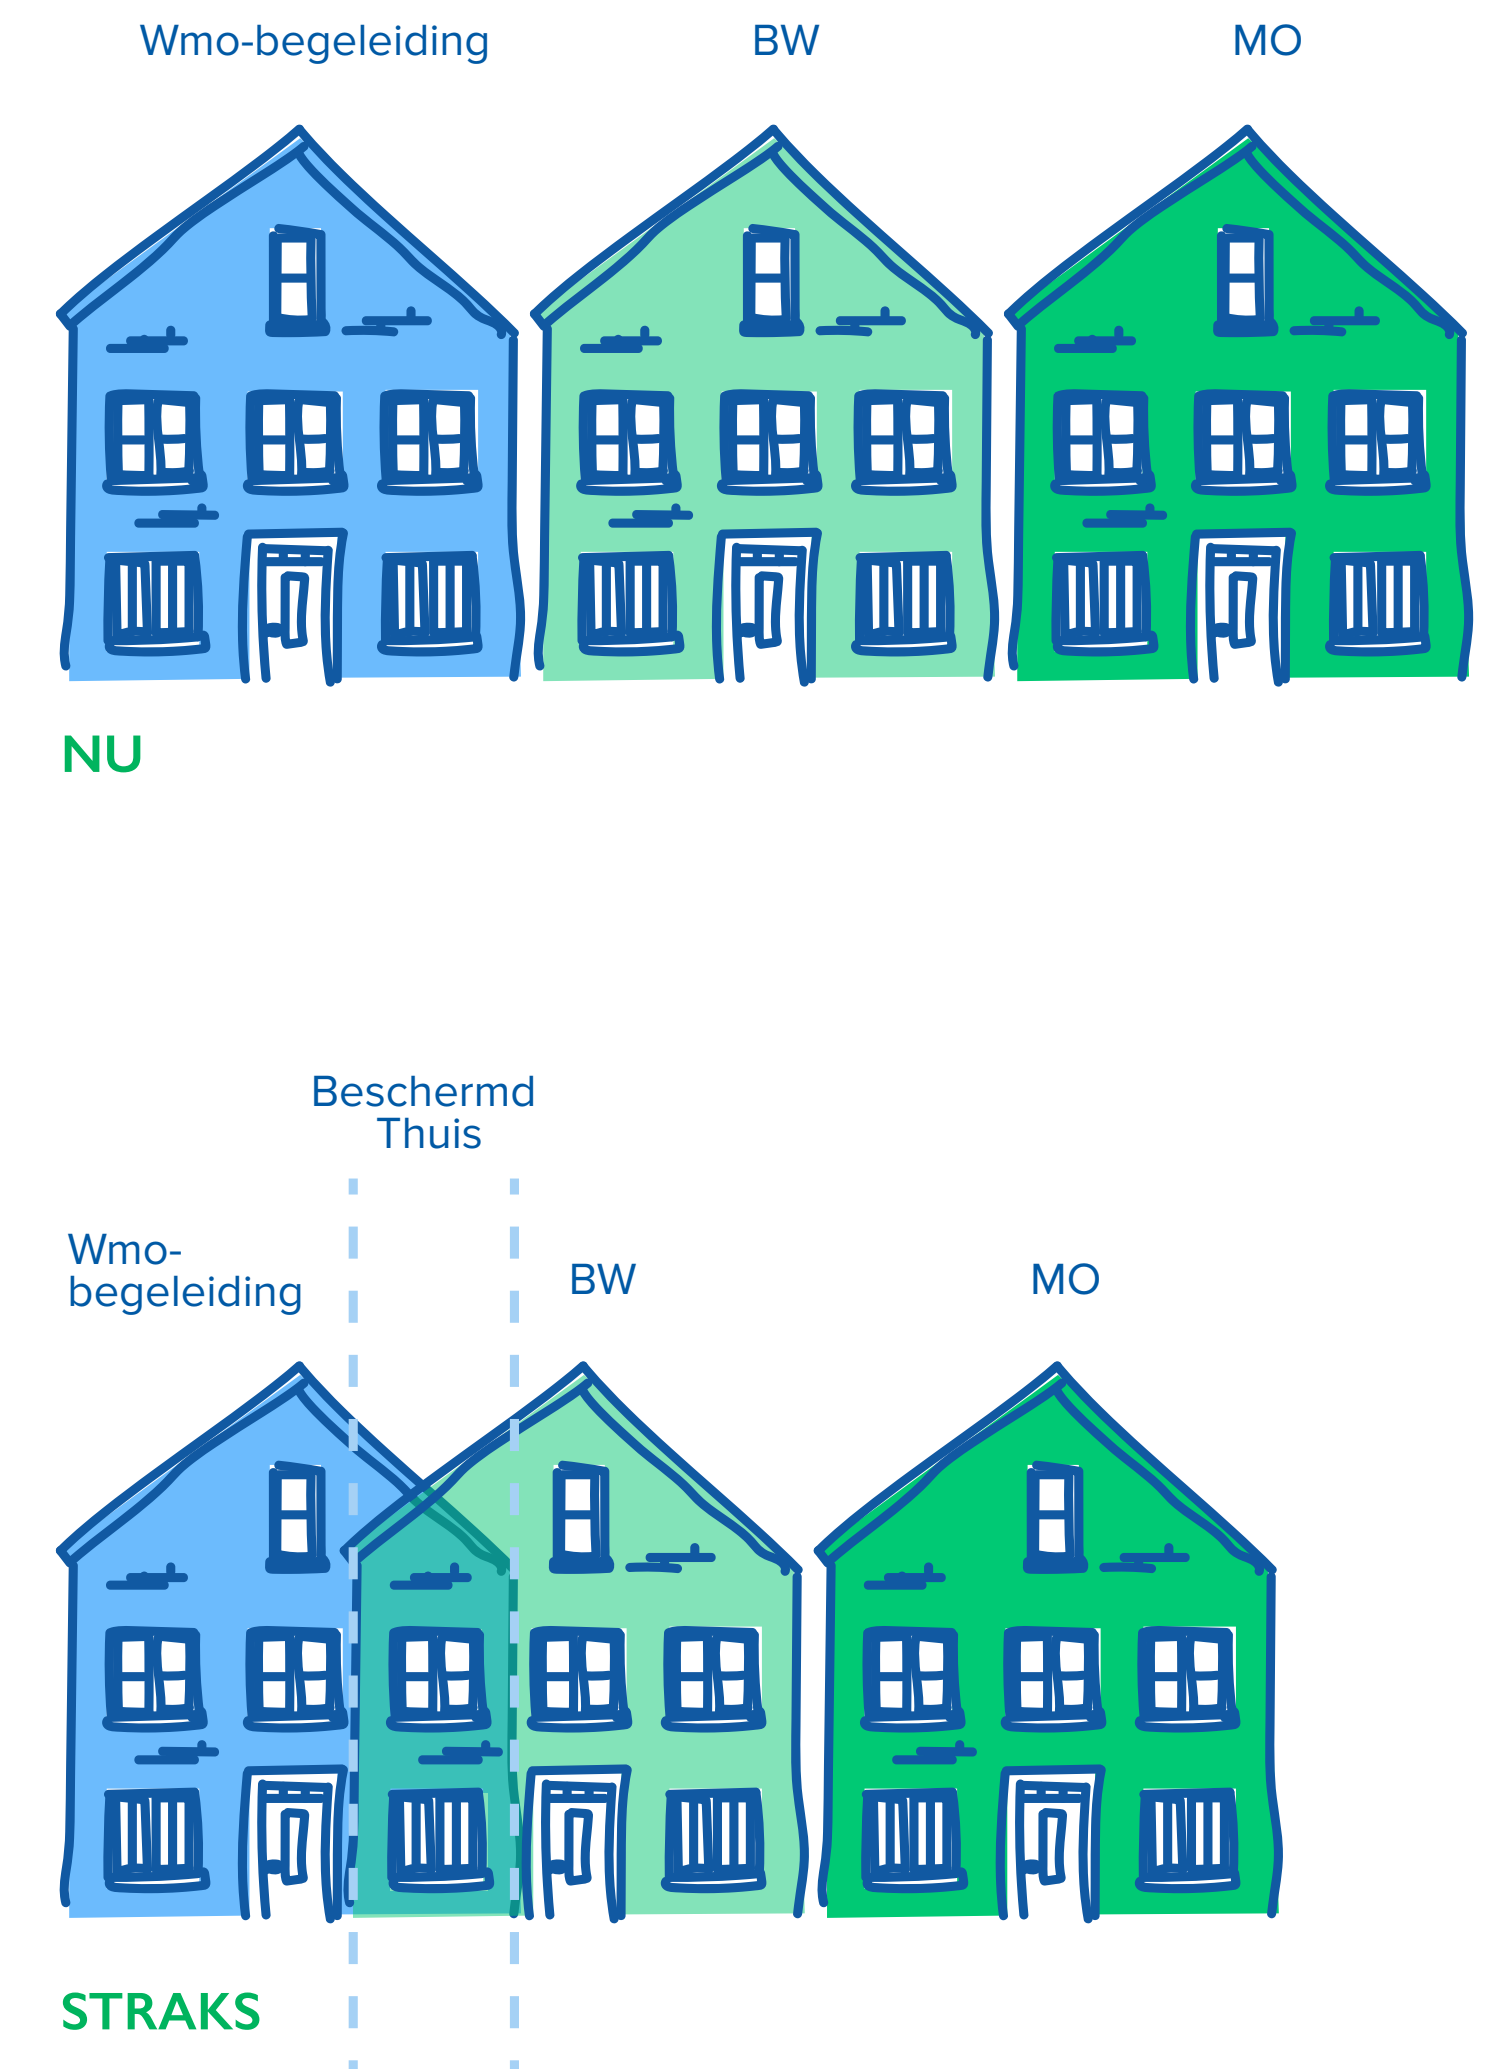 Wmo-begeleiding
BW
MO
NU
Beschermd
Thuis
Wmo-
begeleiding
BW
MO
STRAKS